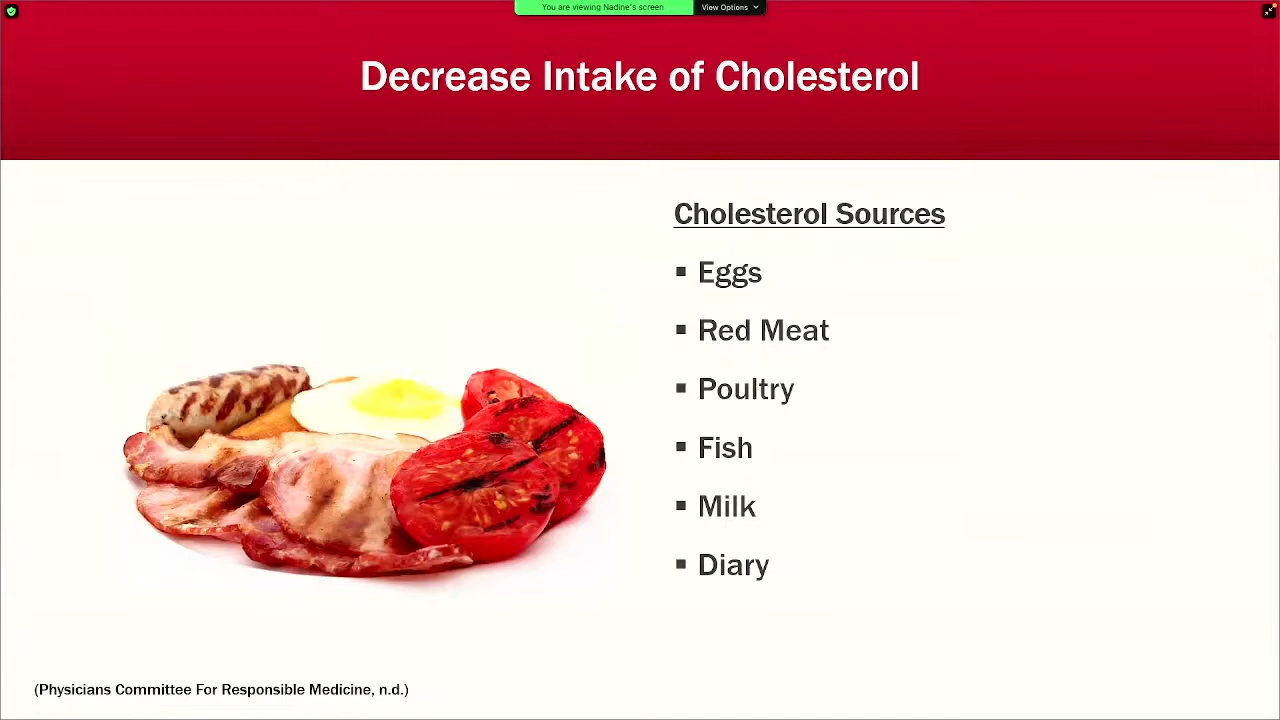 You are viewing Nadine's screen
View Options
Decrease Intake of Cholesterol
Cholesterol Sources
▪ Eggs
▪ Red Meat
▪ Poultry
▪ Fish
▪ Milk
▪ Diary
(Physicians Committee For Responsible Medicine, n.d.)